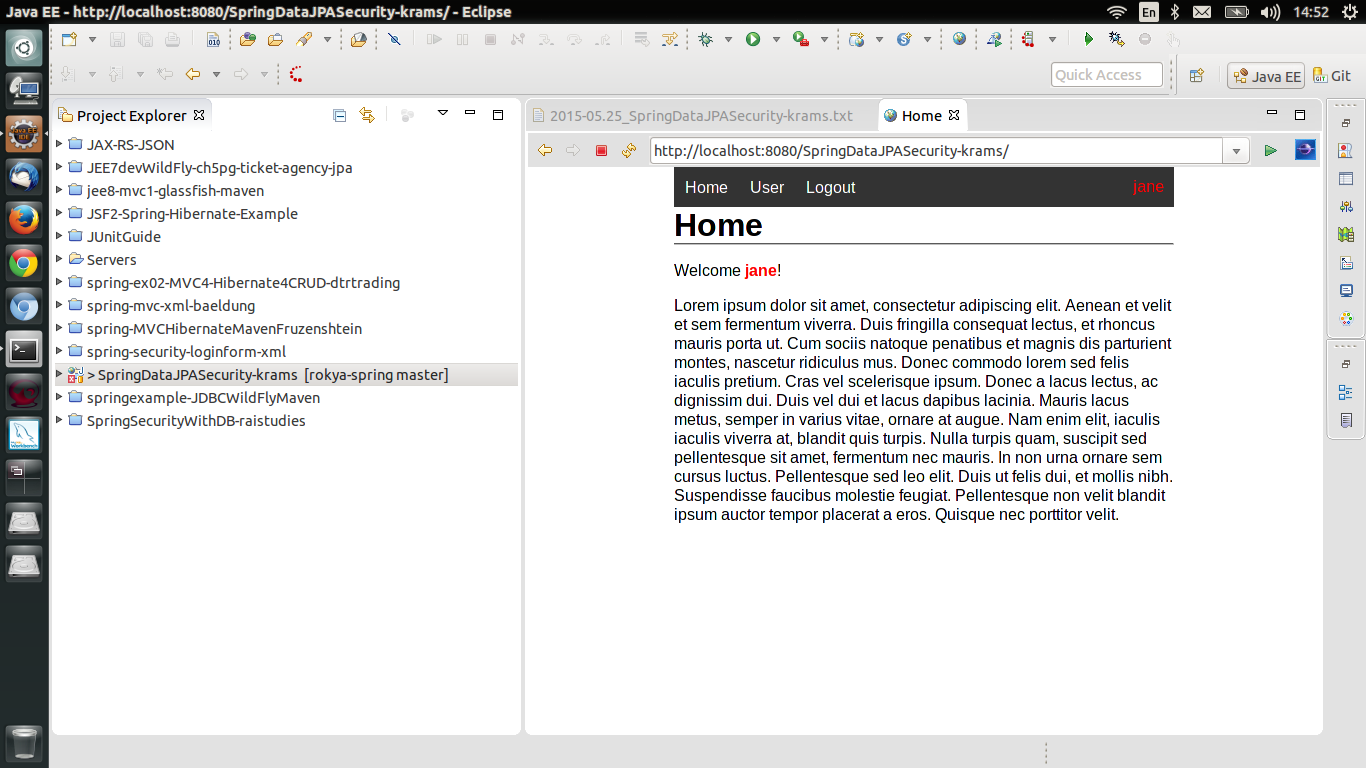 Java EE - http://localhost:8080/SpringDataJPASecurity-krams/ - Eclipse
En
14:52
Quick Access
Java EE
Git
Project Explorer
JAX-RS-JSON
JEE7devWildFly-ch5pg-ticket-agency-jpa
jee8-mvc1-glassfish-maven
JSF2-Spring-Hibernate-Example
JUnitGuide
Servers
spring-ex02-MVC4-Hibernate4CRUD-dtrtrading
spring-mvc-xml-baeldung
spring-MVCHibernateMavenFruzenshtein
spring-security-loginform-xml
> SpringDataJPASecurity-krams [rokya-spring master]
springexample-JDBCWildFlyMaven
SpringSecurityWithDB-raistudies
2015-05.25_SpringDataJPASecurity-krams.txt
Home
http://localhost:8080/SpringDataJPASecurity-krams/
Home User Logout jane
Home
Welcome jane!
Lorem ipsum dolor sit amet, consectetur adipiscing elit. Aenean et velit
et sem fermentum viverra. Duis fringilla consequat lectus, et rhoncus
mauris porta ut. Cum sociis natoque penatibus et magnis dis parturient
montes, nascetur ridiculus mus. Donec commodo lorem sed felis
iaculis pretium. Cras vel scelerisque ipsum. Donec a lacus lectus, ac
dignissim dui. Duis vel dui et lacus dapibus lacinia. Mauris lacus
metus, semper in varius vitae, ornare at augue. Nam enim elit, iaculis
iaculis viverra at, blandit quis turpis. Nulla turpis quam, suscipit sed
pellentesque sit amet, fermentum nec mauris. In non urna ornare sem
cursus luctus. Pellentesque sed leo elit. Duis ut felis dui, et mollis nibh.
Suspendisse faucibus molestie feugiat. Pellentesque non velit blandit
ipsum auctor tempor placerat a eros. Quisque nec porttitor velit.
Java EE
IDE
Workbench